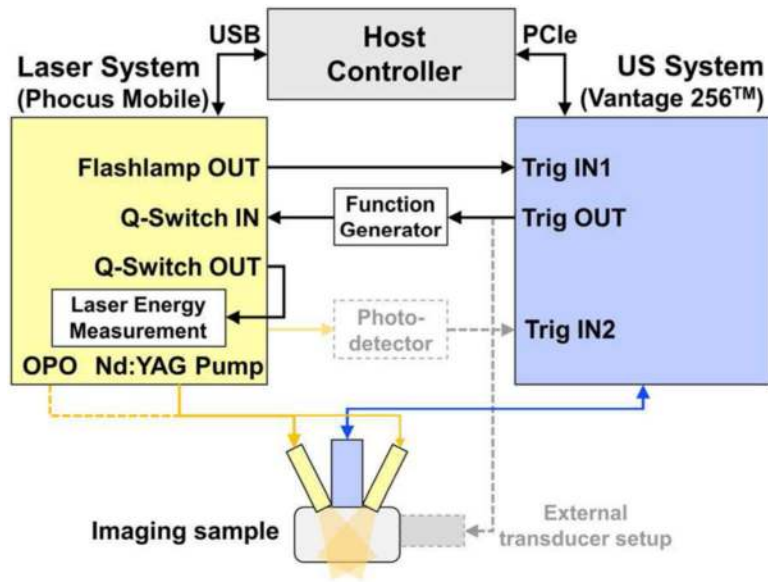 USB
Host
Controller
PCIe
Laser System
(Phocus Mobile)
US System
(Vantage 256™)
Flashlamp OUT
Trig IN1
Q-Switch IN
Function
Generator
Trig OUT
Q-Switch OUT
Laser Energy
Measurement
Photo-
detector
Trig IN2
OPO Nd:YAG Pump
Imaging sample
External
transducer setup